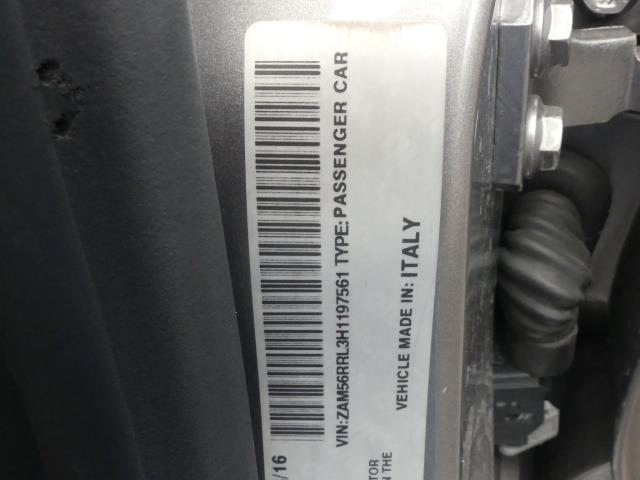 /16
VIN:ZAM56RRL3H1197561 TYPE:PASSENGER CAR
VEHICLE MADE IN: ITALY
TOR
N THE